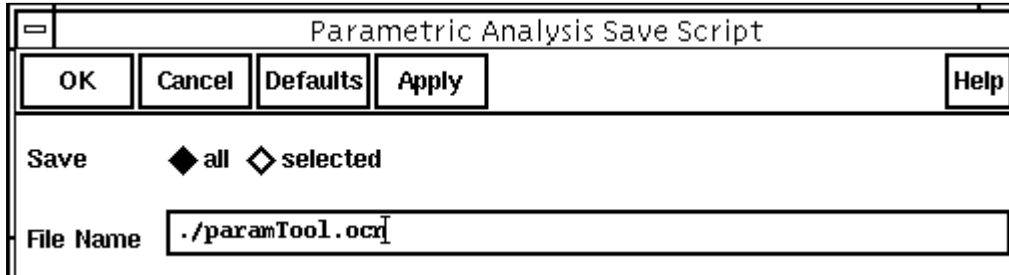 Parametric Analysis Save Script
OK Cancel Defaults Apply Help
Save all selected
File Name ./paramTool.ocn